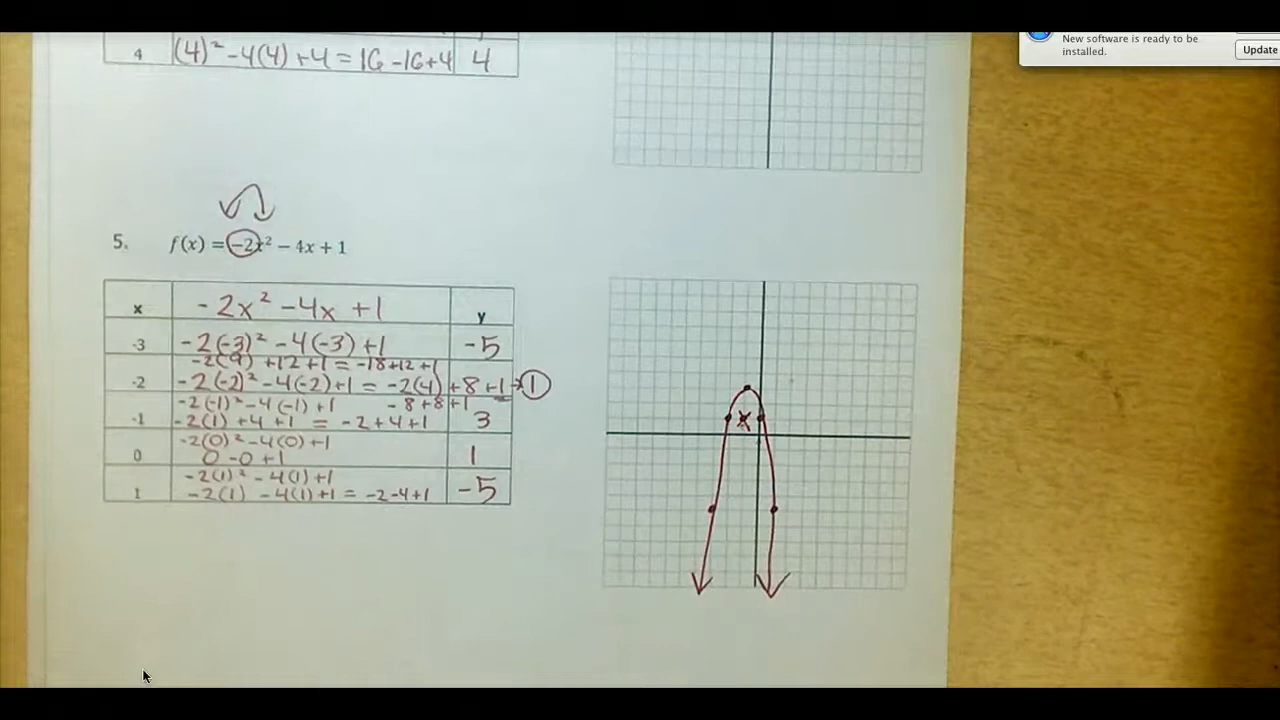 New software is ready to be
installed.
Update
4 (4)² -4(4) +4 = 16 -16+4 4
5. f(x) = -2x² - 4x + 1
x -2x² -4x +1 y
-3 -2(-3)² -4(-3)+1 -5
-2(9) +12 +1 = -18+12+1
-2 -2(-2)² -4(-2)+1 = -2(4) +8 +1 → 1
-2(-1)² -4(-1)+1 -8+8+1
-1 -2(1) +4 +1 = -2+4+1 3
-2(0)² -4(0)+1
0 0 -0 +1 1
-2(1)² -4(1)+1
1 -2(1) -4(1)+1 = -2-4+1 -5